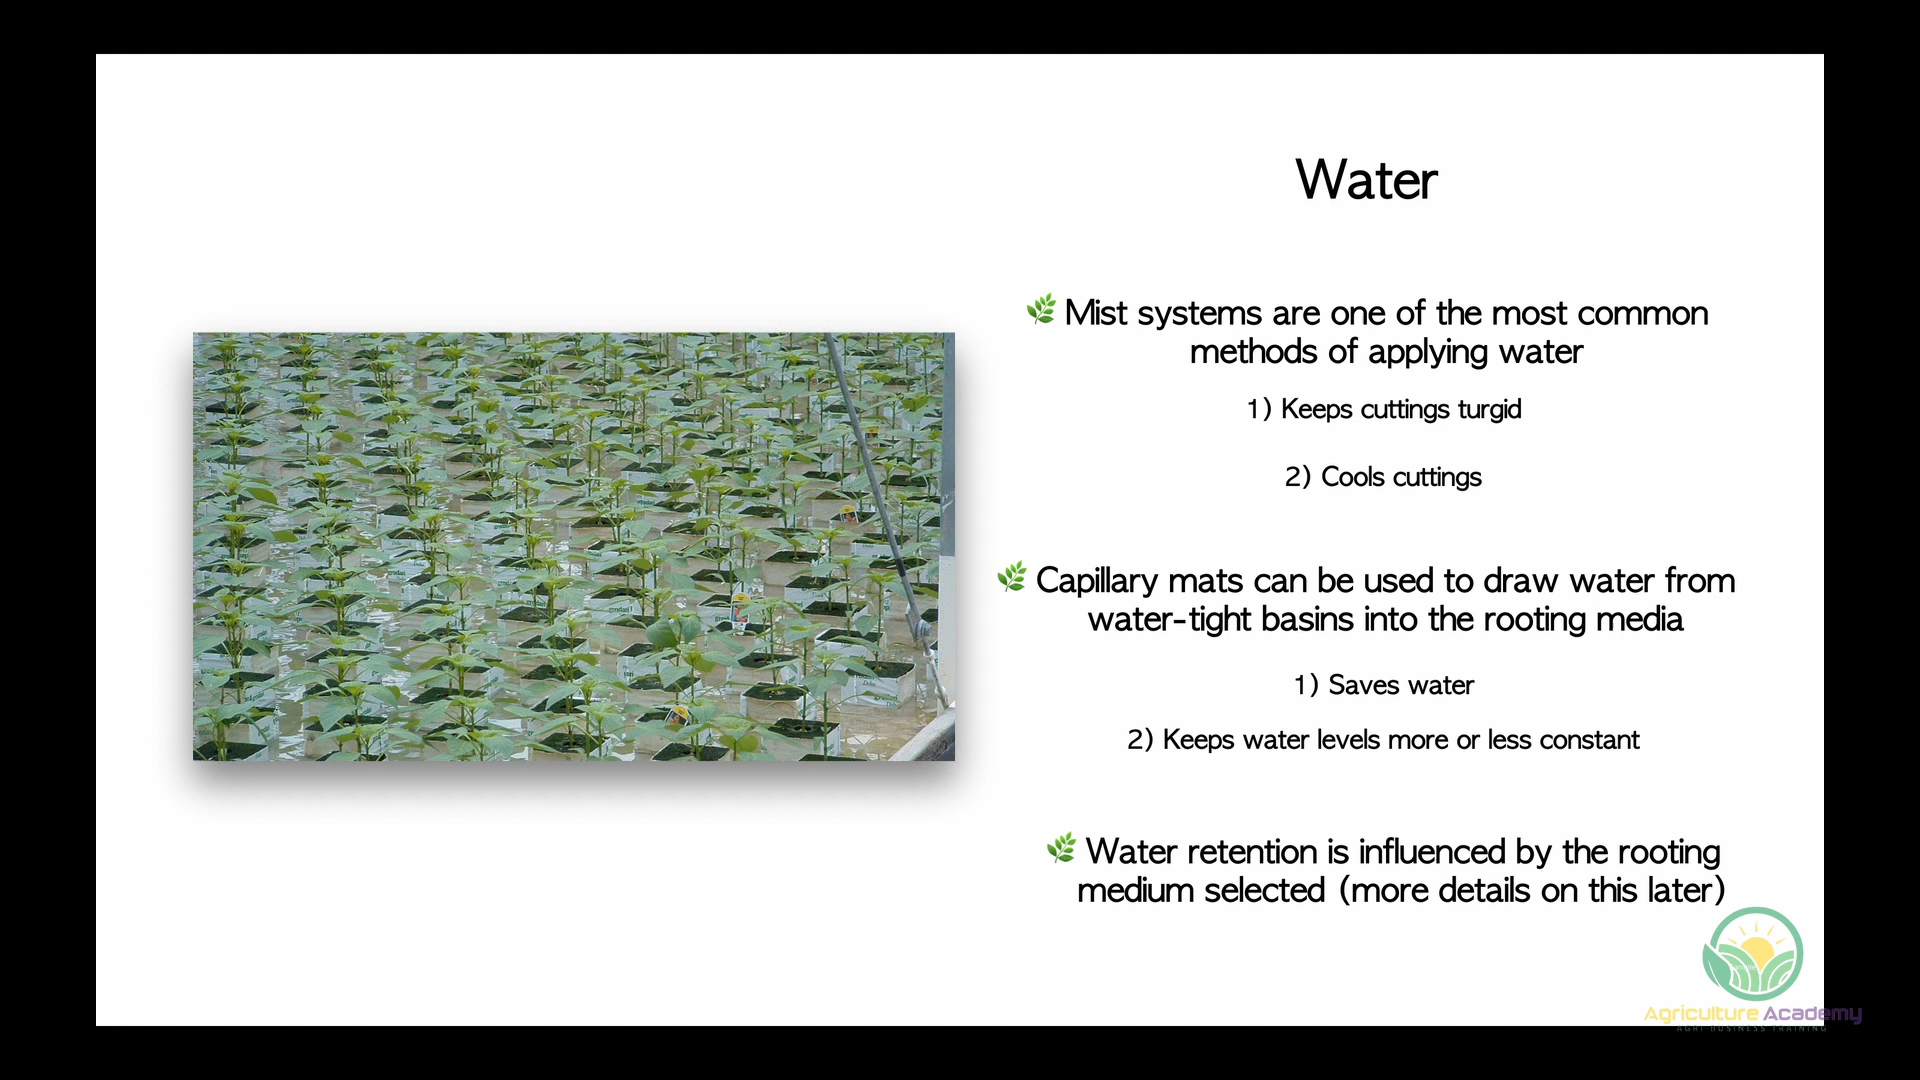 Water
🌿 Mist systems are one of the most common
methods of applying water
1) Keeps cuttings turgid
2) Cools cuttings
🌿 Capillary mats can be used to draw water from
water-tight basins into the rooting media
1) Saves water
2) Keeps water levels more or less constant
🌿 Water retention is influenced by the rooting
medium selected (more details on this later)
Agriculture Academy
AGRI BUSINESS TRAINING